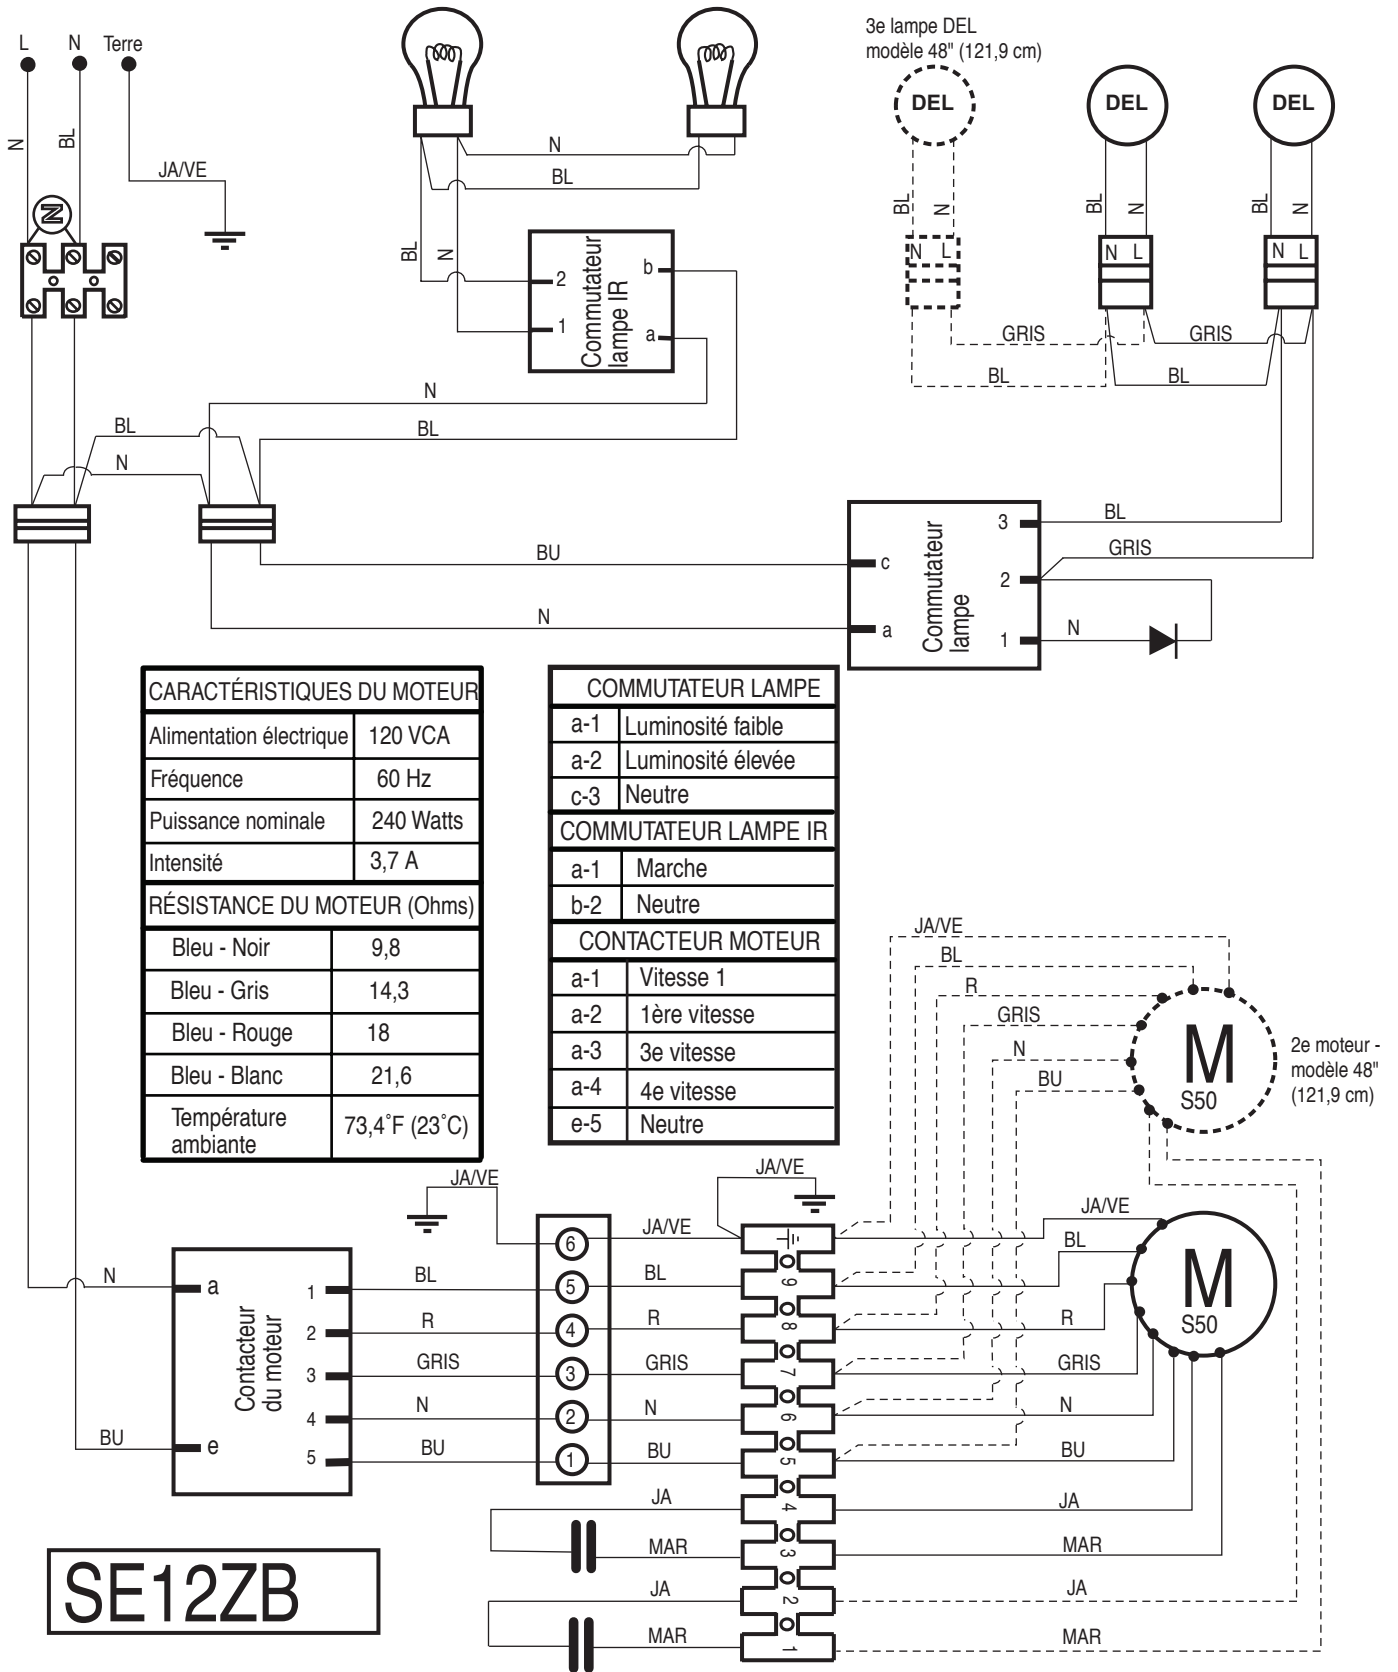 L N Terre
3e lampe DEL
modèle 48" (121,9 cm)
DEL DEL DEL
N BL JA/VE
N
N
BL
BL N
BL N BL N BL N
N L N L N L
Commutateur
lampe IR
2 b
1 a
GRIS GRIS
BL BL
N
BL
BL
N
Commutateur
lampe
3 BL
c 2 GRIS
a 1 N
BU
N
CARACTÉRISTIQUES DU MOTEUR
Alimentation électrique 120 VCA
Fréquence 60 Hz
Puissance nominale 240 Watts
Intensité 3,7 A
RÉSISTANCE DU MOTEUR (Ohms)
Bleu - Noir 9,8
Bleu - Gris 14,3
Bleu - Rouge 18
Bleu - Blanc 21,6
Température
ambiante 73,4˚F (23˚C)
COMMUTATEUR LAMPE
a-1 Luminosité faible
a-2 Luminosité élevée
c-3 Neutre
COMMUTATEUR LAMPE IR
a-1 Marche
b-2 Neutre
CONTACTEUR MOTEUR
a-1 Vitesse 1
a-2 1ère vitesse
a-3 3e vitesse
a-4 4e vitesse
e-5 Neutre
JA/VE
BL
R
GRIS
N
BU
M
S50
2e moteur -
modèle 48"
(121,9 cm)
JA/VE JA/VE
6 JA/VE JA/VE
N a 1 BL 5 BL 9 BL
2 R 4 R 8 R
Contacteur
du moteur
M
S50
3 GRIS 3 GRIS 7 GRIS
4 N 2 N 6 N
BU e 5 BU 1 BU 5 BU
JA 4 JA
MAR 3 MAR
JA 2 JA
MAR 1 MAR
SE12ZB